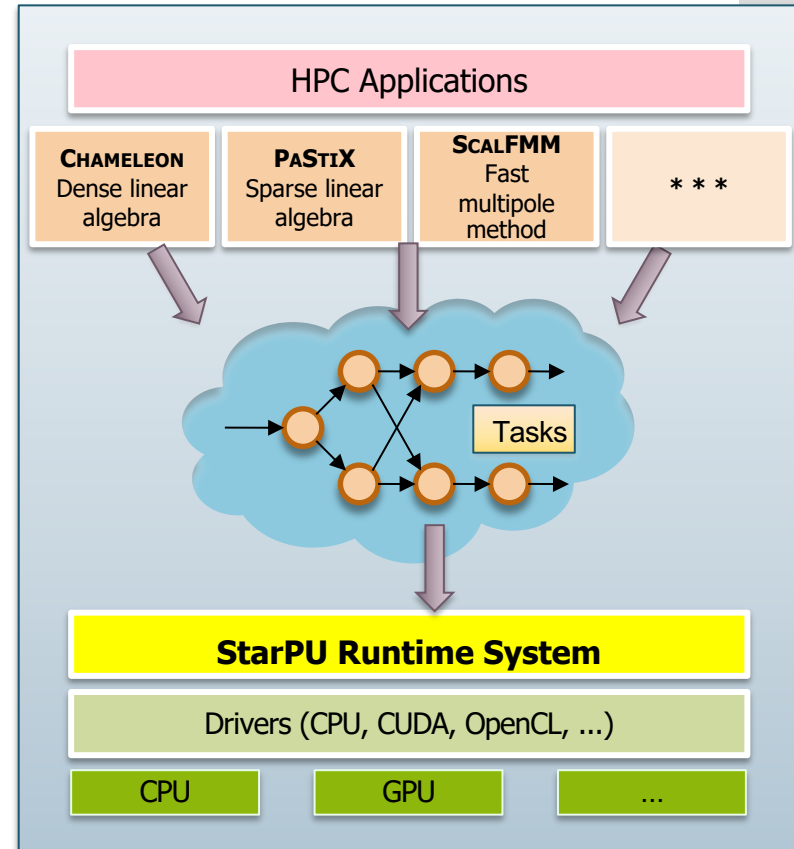 HPC Applications
CHAMELEON
Dense linear
algebra
PASTIX
Sparse linear
algebra
SCALFMM
Fast
multipole
method
* * *
Tasks
StarPU Runtime System
Drivers (CPU, CUDA, OpenCL, ...)
CPU
GPU
...